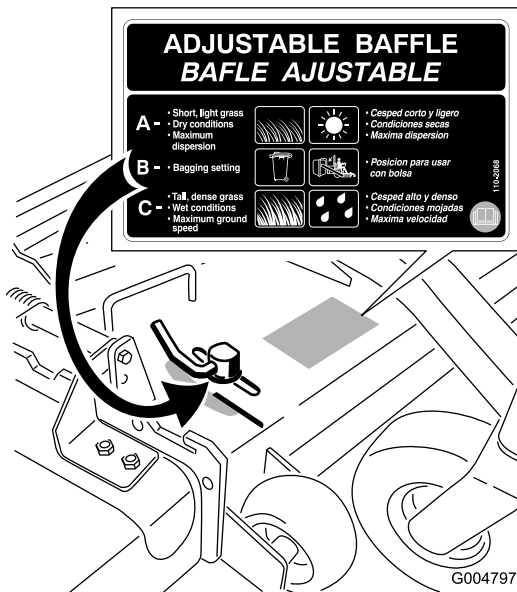 ADJUSTABLE BAFFLE
BAFLE AJUSTABLE
A - • Short, light grass
• Dry conditions
• Maximum
dispersion
• Cesped corto y ligero
• Condiciones secas
• Maxima dispersion
B - • Bagging setting
• Posicion para usar
con bolsa
C - • Tall, dense grass
• Wet conditions
• Maximum ground
speed
• Cesped alto y denso
• Condiciones mojadas
• Maxima velocidad
110-2068
G004797